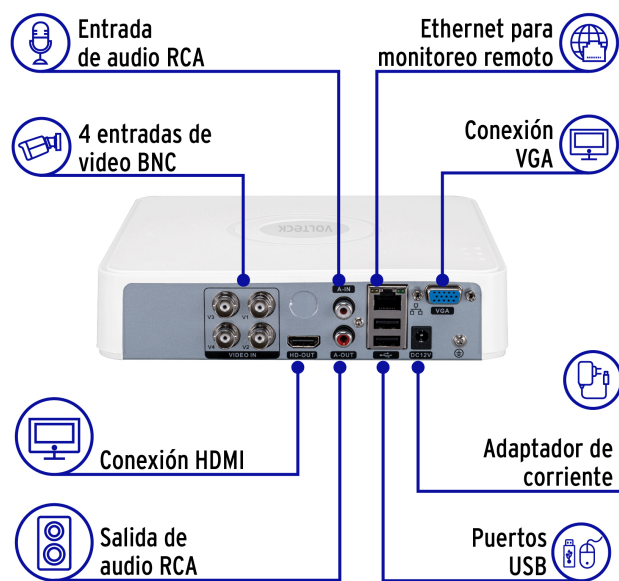 Entrada
de audio RCA
Ethernet para
monitoreo remoto
4 entradas de
video BNC
Conexión
VGA
VOLTECK
A-IN
V3
V1
VGA
V4
V2
VIDEO IN
HD-OUT
A-OUT
DC12V
Conexión HDMI
Adaptador de
corriente
Salida de
audio RCA
Puertos
USB